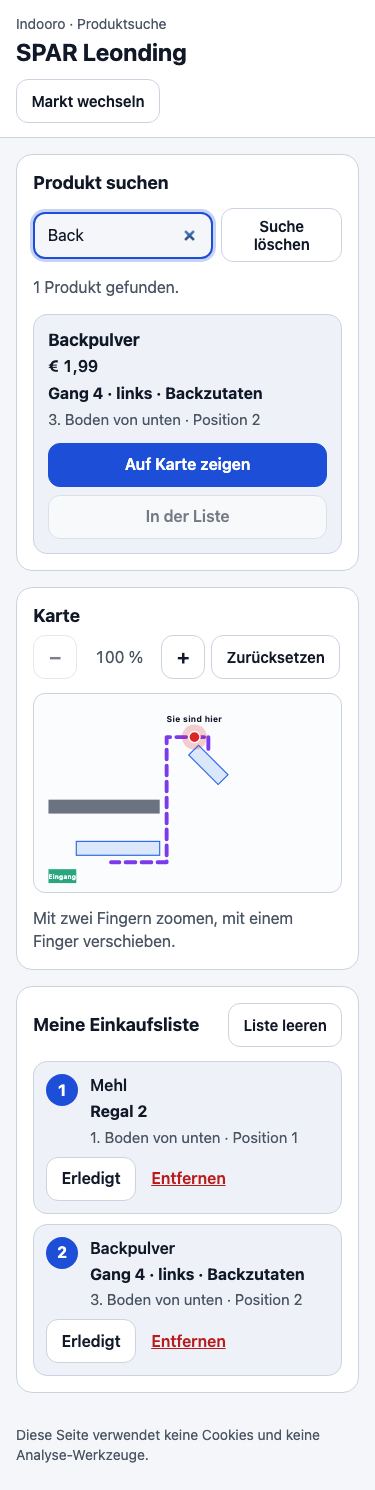 Indooro · Produktsuche
SPAR Leonding
Markt wechseln
Produkt suchen
Back ×
Suche
löschen
1 Produkt gefunden.
Backpulver
€ 1,99
Gang 4 · links · Backzutaten
3. Boden von unten · Position 2
Auf Karte zeigen
In der Liste
Karte
− 100 % + Zurücksetzen
Sie sind hier
Eingang
Mit zwei Fingern zoomen, mit einem
Finger verschieben.
Meine Einkaufsliste
Liste leeren
1 Mehl
Regal 2
1. Boden von unten · Position 1
Erledigt Entfernen
2 Backpulver
Gang 4 · links · Backzutaten
3. Boden von unten · Position 2
Erledigt Entfernen
Diese Seite verwendet keine Cookies und keine
Analyse-Werkzeuge.